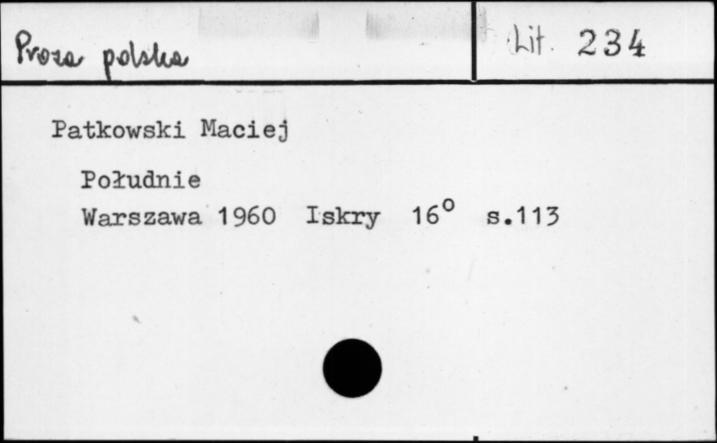 Proza polska
Lit. 234
Patkowski Maciej
Południe
Warszawa 1960 Iskry 16° s.113